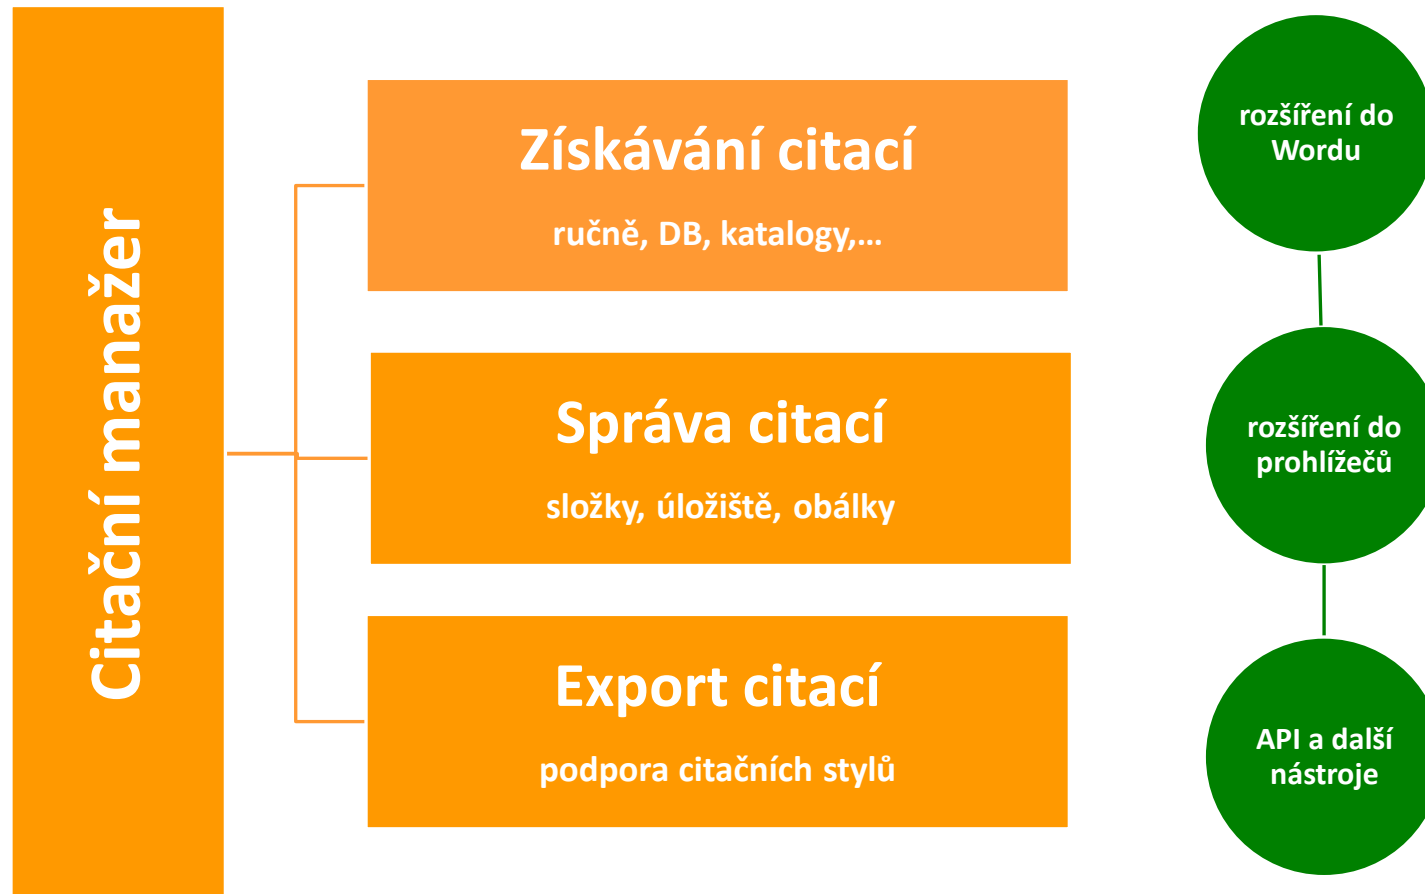 Citační manažer
Získávání citací
ručně, DB, katalogy,...
Správa citací
složky, úložiště, obálky
Export citací
podpora citačních stylů
rozšíření do
Wordu
rozšíření do
prohlížečů
API a další
nástroje